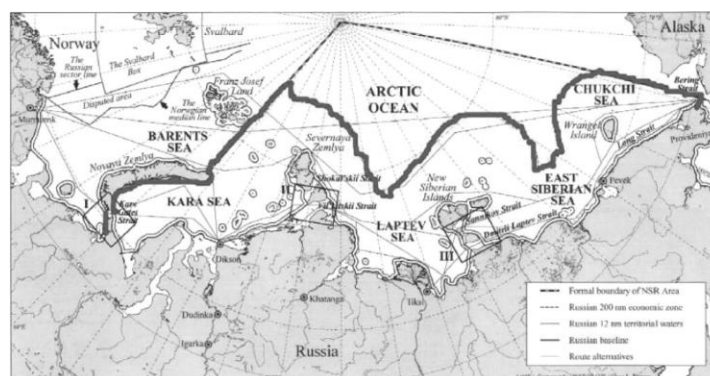 Norway
The
Russian
sector line
The Svalbard
Box
Svalbard
Disputed area
The
Norwegian
median line
Franz Josef
Land
Murmansk
BARENTS
SEA
ARCTIC
OCEAN
Alaska
Bering
Strait
CHUKCHI
SEA
Wrangel
Island
Long Strait
Provideniya
Severnaya
Zemlya
Novaya Zemlya
Shokal'skii Strait
II
Vil'kitskii Strait
I
Kara
Gates
Strait
KARA SEA
New
Siberian
Islands
EAST
SIBERIAN
SEA
Pevek
Sannikov Strait
Dmitrii Laptev Strait
LAPTEV
SEA
III
Dikson
Khatanga
Tiksi
Dudinka
Igarka
Russia
Formal boundary of NSR Area
Russian 200 nm economic zone
Russian 12 nm territorial waters
Russian baseline
Route alternatives